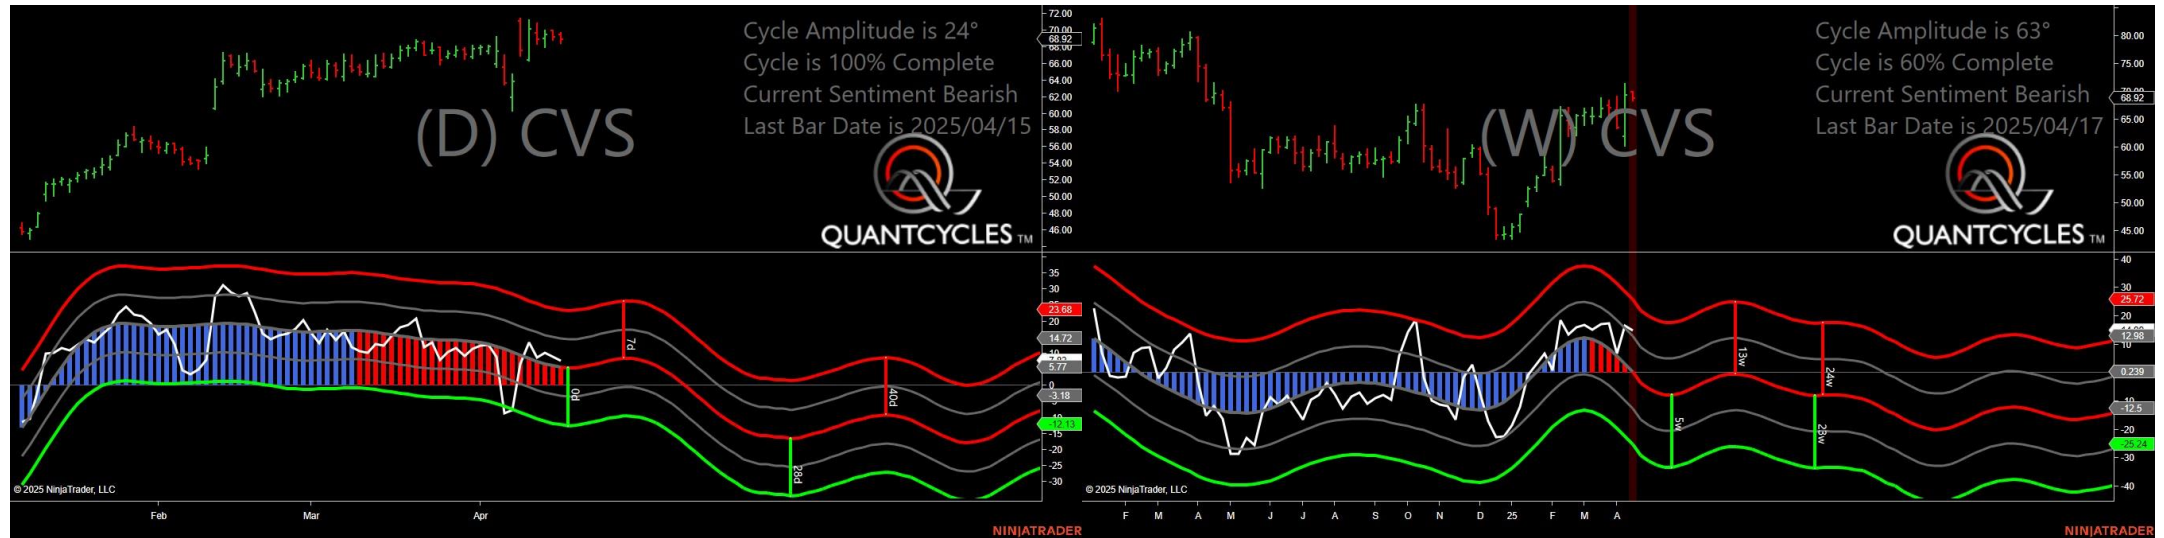 Cycle Amplitude is 24°
Cycle is 100% Complete
Current Sentiment Bearish
Last Bar Date is 2025/04/15
(D) CVS
QUANTCYCLES TM
72.00
70.00
68.92
68.00
66.00
64.00
62.00
60.00
58.00
56.00
54.00
52.00
50.00
48.00
46.00
35
30
23.68
20
14.72
5.77
0
-3.18
-12.13
-15
-20
-25
-30
7d
0d
28d
40d
© 2025 NinjaTrader, LLC
Feb Mar Apr
NINJATRADER
Cycle Amplitude is 63°
Cycle is 60% Complete
Current Sentiment Bearish
Last Bar Date is 2025/04/17
(W) CVS
QUANTCYCLES TM
80.00
75.00
68.92
65.00
60.00
55.00
50.00
45.00
40
30
25.72
20
12.98
10
0.239
-12.5
-20
-25.24
-30
-40
5w
13w
23w
24w
© 2025 NinjaTrader, LLC
F M A M J J A S O N D 25 F M A
NINJATRADER